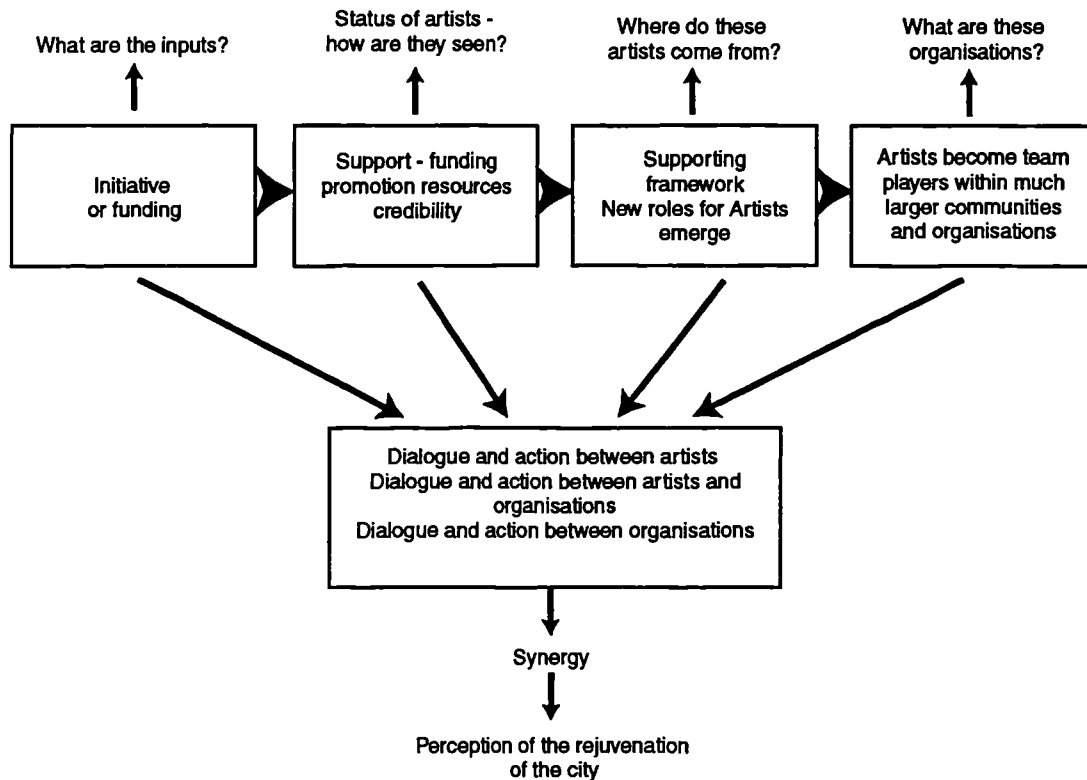 What are the inputs?
Status of artists -
how are they seen?
Where do these
artists come from?
What are these
organisations?
Initiative
or funding
Support - funding
promotion resources
credibility
Supporting
framework
New roles for Artists
emerge
Artists become team
players within much
larger communities
and organisations
Dialogue and action between artists
Dialogue and action between artists and
organisations
Dialogue and action between organisations
Synergy
Perception of the rejuvenation
of the city